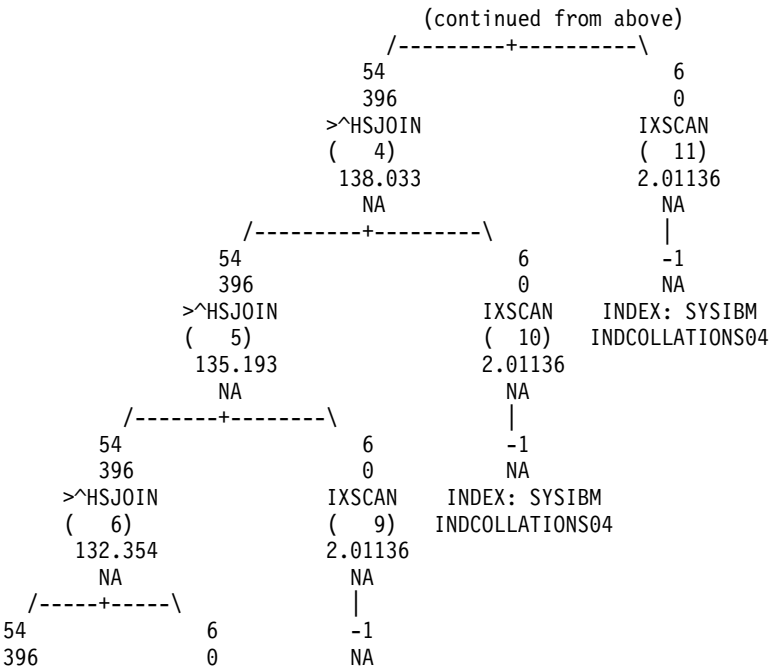 (continued from above)
/---------+----------\
54 6
396 0
>^HSJOIN IXSCAN
( 4) ( 11)
138.033 2.01136
NA NA
/---------+---------\ |
54 6 -1
396 0 NA
>^HSJOIN IXSCAN INDEX: SYSIBM
( 5) ( 10) INDCOLLATIONS04
135.193 2.01136
NA NA
/-------+--------\ |
54 6 -1
396 0 NA
>^HSJOIN IXSCAN INDEX: SYSIBM
( 6) ( 9) INDCOLLATIONS04
132.354 2.01136
NA NA
/-----+-----\ |
54 6 -1
396 0 NA